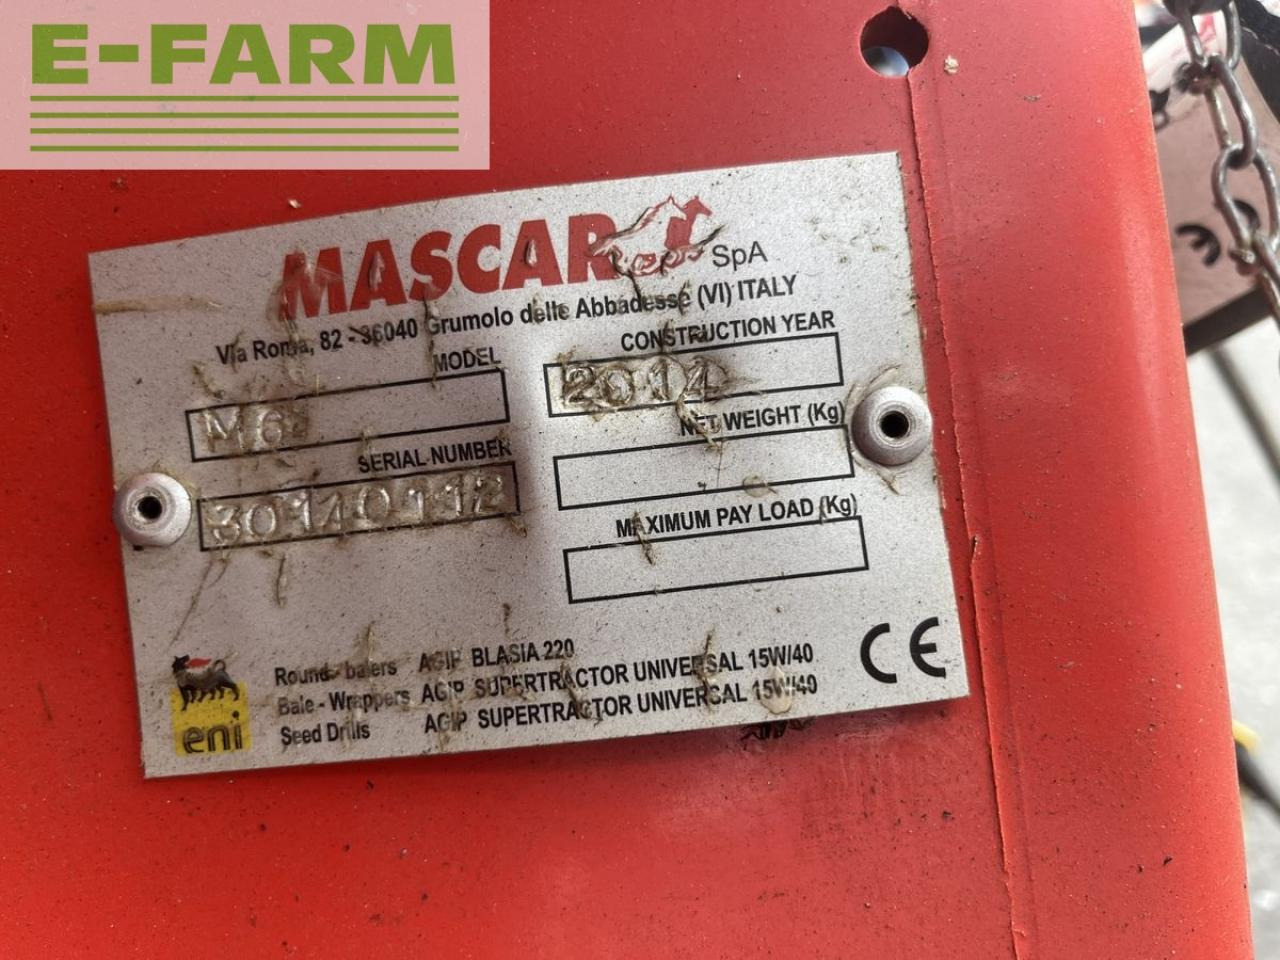 E-FARM
MASCAR SpA
Via Roma, 82 - 36040 Grumolo delle Abbadesse (VI) ITALY
MODEL
M6
SERIAL NUMBER
30140112
CONSTRUCTION YEAR
2014
NET WEIGHT (Kg)
MAXIMUM PAY LOAD (Kg)
Round-balers AGIP BLASIA 220
Bale-Wrappers AGIP SUPERTRACTOR UNIVERSAL 15W/40
Seed Drills AGIP SUPERTRACTOR UNIVERSAL 15W/40
eni
CE